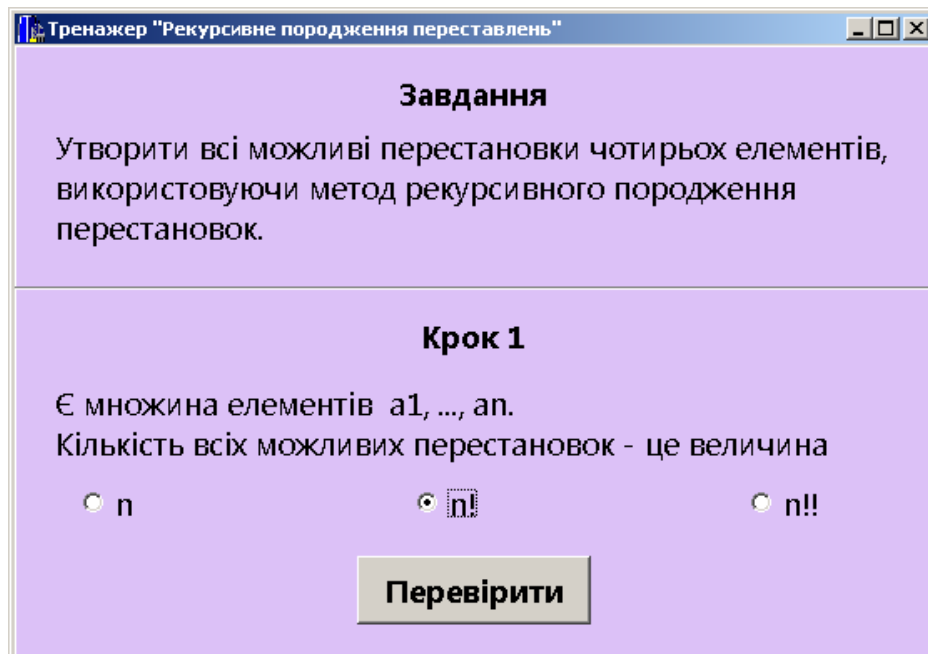 Тренажер "Рекурсивне породження переставлень"
Завдання
Утворити всі можливі перестановки чотирьох елементів,
використовуючи метод рекурсивного породження
перестановок.
Крок 1
Є множина елементів a1, ..., an.
Кількість всіх можливих перестановок - це величина
n n! n!!
Перевірити